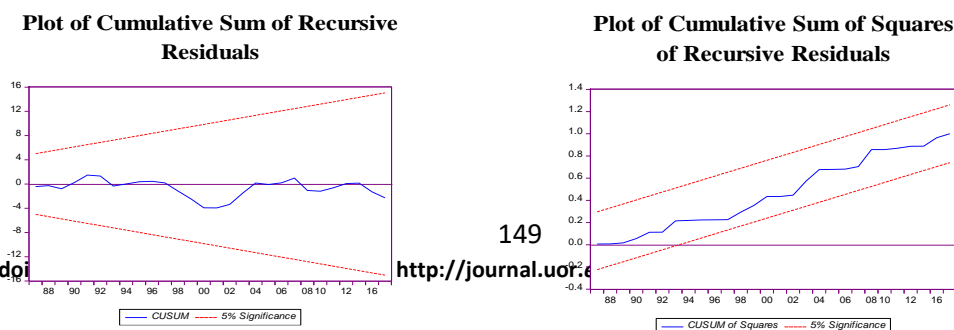 Plot of Cumulative Sum of Recursive
Residuals
16
12
8
4
0
-4
-8
-12
-16
88 90 92 94 96 98 00 02 04 06 08 10 12 16
CUSUM 5% Significance
Plot of Cumulative Sum of Squares
of Recursive Residuals
1.4
1.2
1.0
0.8
0.6
0.4
0.2
0.0
-0.2
-0.4
88 90 92 94 96 98 00 02 04 06 08 10 12 16
CUSUM of Squares 5% Significance
149
doi
http://journal.uor.e